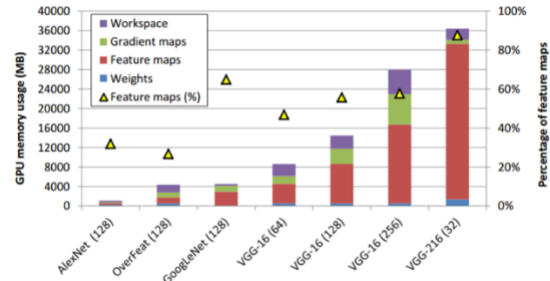 40000
36000
32000
28000
24000
20000
16000
12000
8000
4000
0
GPU memory usage (MB)
Workspace
Gradient maps
Feature maps
Weights
Feature maps (%)
100%
80%
60%
40%
20%
0%
Percentage of feature maps
AlexNet (128)
OverFeat (128)
GoogLeNet (128)
VGG-16 (64)
VGG-16 (128)
VGG-16 (256)
VGG-216 (32)